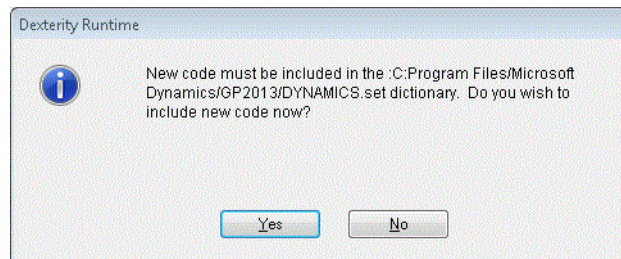 Dexterity Runtime
New code must be included in the :C:Program Files/Microsoft
Dynamics/GP2013/DYNAMICS.set dictionary.  Do you wish to
include new code now?
Yes
No